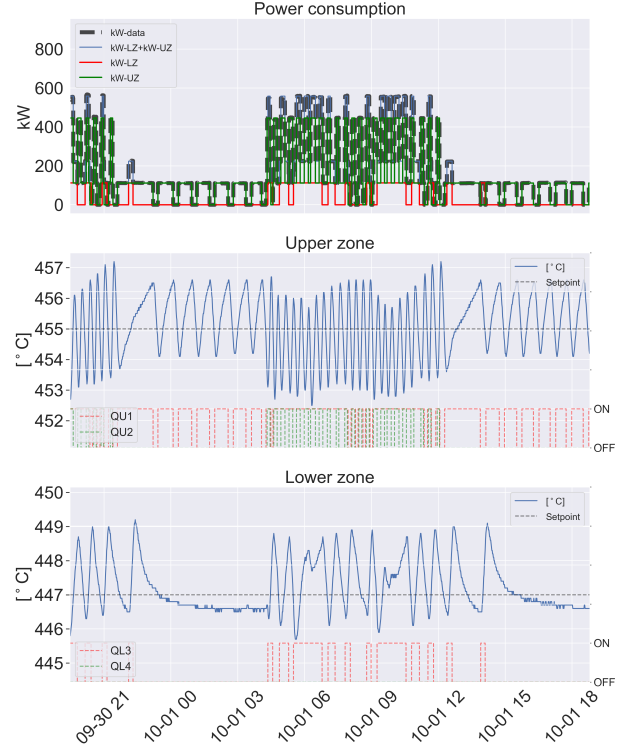 Power consumption
kW
800
600
400
200
0
kW-data
kW-LZ+kW-UZ
kW-LZ
kW-UZ
Upper zone
[°C]
457
456
455
454
453
452
[°C]
Setpoint
QU1
QU2
ON
OFF
Lower zone
[°C]
450
449
448
447
446
445
[°C]
Setpoint
QL3
QL4
ON
OFF
09-30 21
10-01 00
10-01 03
10-01 06
10-01 09
10-01 12
10-01 15
10-01 18